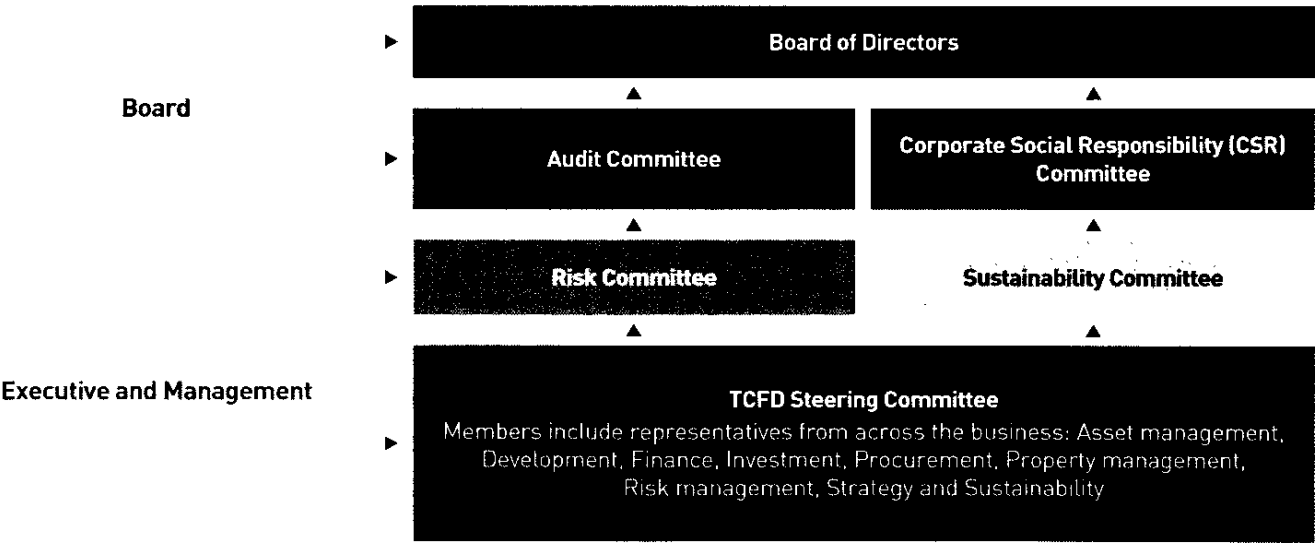 Board of Directors
Board
Audit Committee
Corporate Social Responsibility (CSR)
Committee
Risk Committee
Sustainability Committee
Executive and Management
TCFD Steering Committee
Members include representatives from across the business: Asset management,
Development, Finance, Investment, Procurement, Property management,
Risk management, Strategy and Sustainability